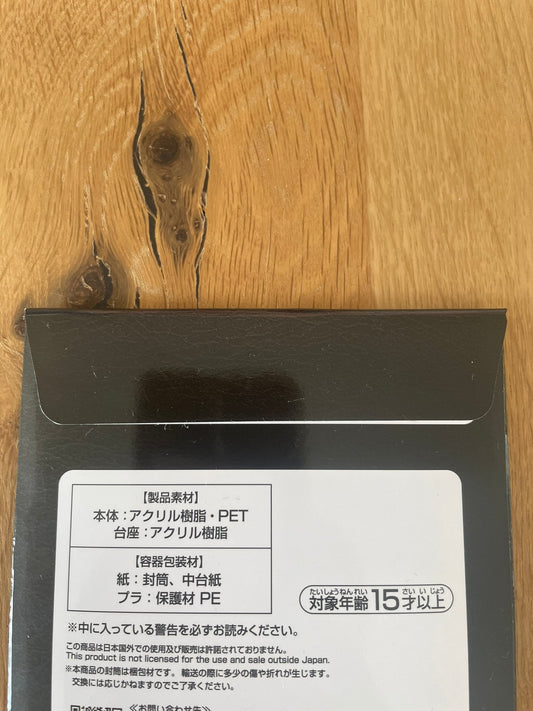 【製品素材】
本体：アクリル樹脂・PET
台座：アクリル樹脂
【容器包装材】
紙：封筒、中台紙
プラ：保護材 PE
たいしょうねんれい さい いじょう
対象年齢 15才以上
※中に入っている警告を必ずお読みください。
この商品は日本国外での使用及び販売は許諾されておりません。
This product is not licensed for the use and sale outside Japan.
※本商品の封筒は梱包材です。 輸送の際に多少の傷や折れが生じます。
交換には応じかねますのでご了承ください。
≪お問い合わせ先≫